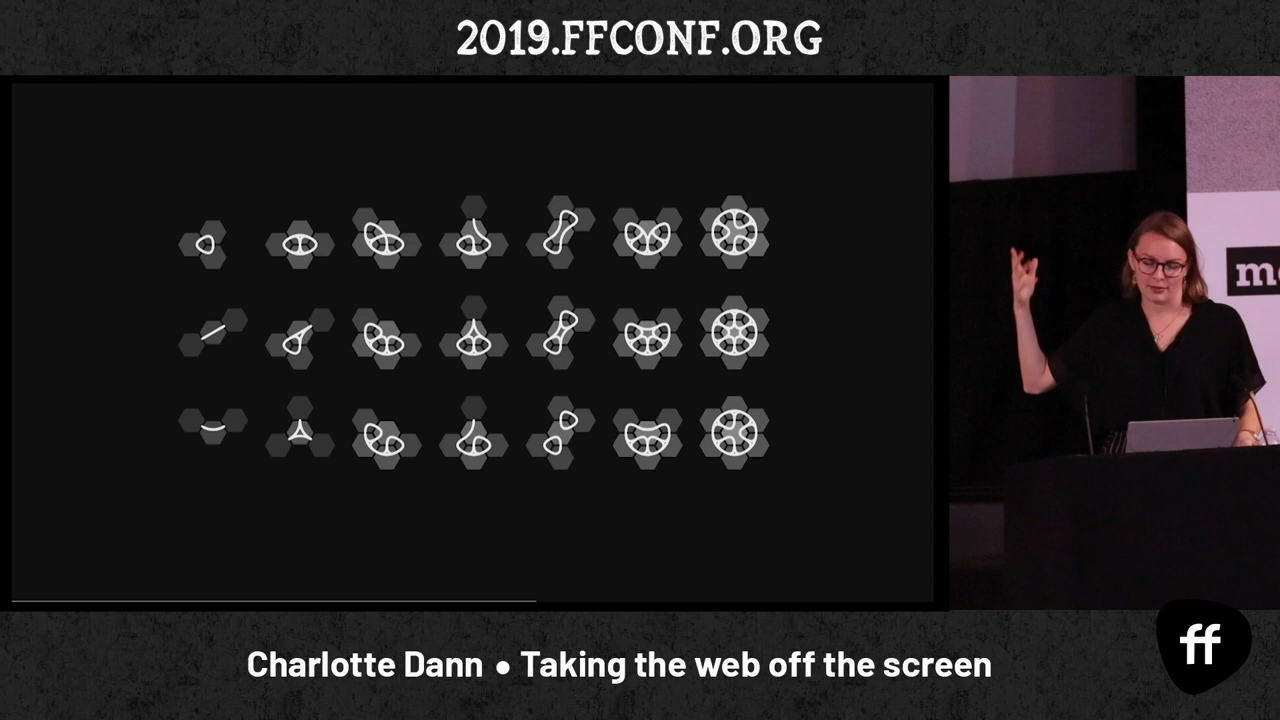 2019.FFCONF.ORG
m
Charlotte Dann • Taking the web off the screen
ff